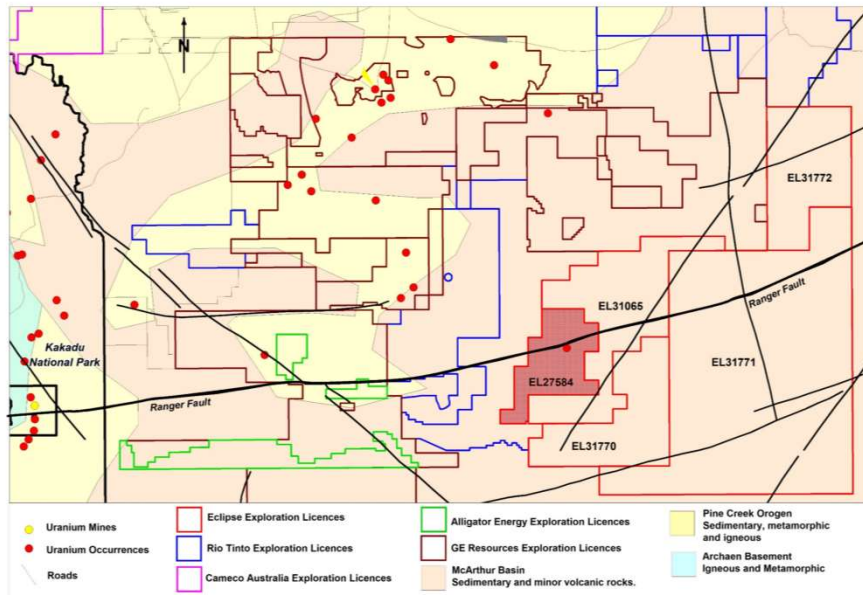 N
EL31772
EL31065
Ranger Fault
EL31771
Kakadu
National Park
EL27584
Ranger Fault
EL31770
Uranium Mines
Uranium Occurrences
Roads
Eclipse Exploration Licences
Rio Tinto Exploration Licences
Cameco Australia Exploration Licences
Alligator Energy Exploration Licences
GE Resources Exploration Licences
McArthur Basin
Sedimentary and minor volcanic rocks.
Pine Creek Orogen
Sedimentary, metamorphic
and igneous
Archaen Basement
Igneous and Metamorphic